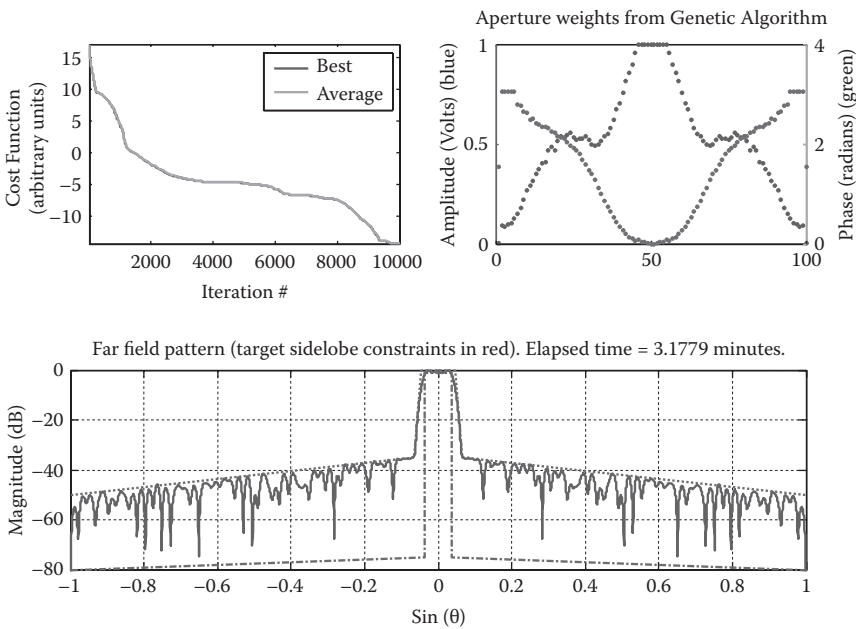 Aperture weights from Genetic Algorithm
Cost Function
(arbitrary units)
15
10
5
0
−5
−10
Best
Average
2000 4000 6000 8000 10000
Iteration #
Amplitude (Volts) (blue)
1
0.5
0
0 50 100
4
2
0
Phase (radians) (green)
Far field pattern (target sidelobe constraints in red). Elapsed time = 3.1779 minutes.
Magnitude (dB)
0
−20
−40
−60
−80
−1 −0.8 −0.6 −0.4 −0.2 0 0.2 0.4 0.6 0.8 1
Sin (θ)